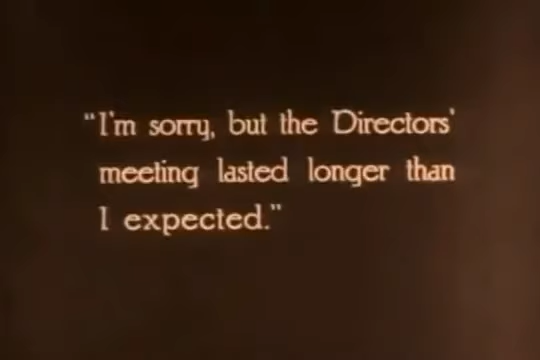 "I'm sorry, but the Directors'
meeting lasted longer than
I expected."